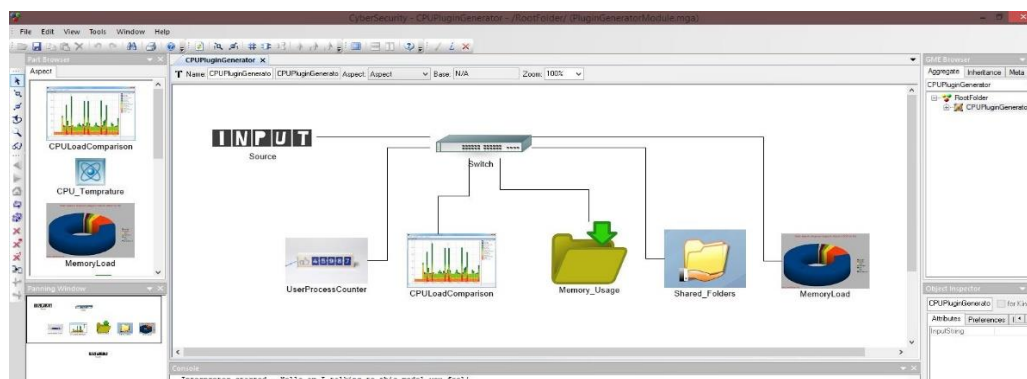 CyberSecurity - CPUPluginGenerator - /RootFolder/ (PluginGeneratorModule.mga)
File Edit View Tools Window Help
Part Browser
Aspect
CPULoadComparison
CPU_Temprature
MemoryLoad
Panning Window
CPUPluginGenerator
Name: CPUPluginGenerato CPUPluginGenerato Aspect: Aspect Base: N/A Zoom: 100%
INPUT
Source
Switch
UserProcessCounter
CPULoadComparison
Memory_Usage
Shared_Folders
MemoryLoad
Console
GME Browser
Aggregate Inheritance Meta
CPUPluginGenerator
RootFolder
CPUPluginGenerato
Object Inspector
CPUPluginGenerato for Kin
Attributes Preferences
InputString